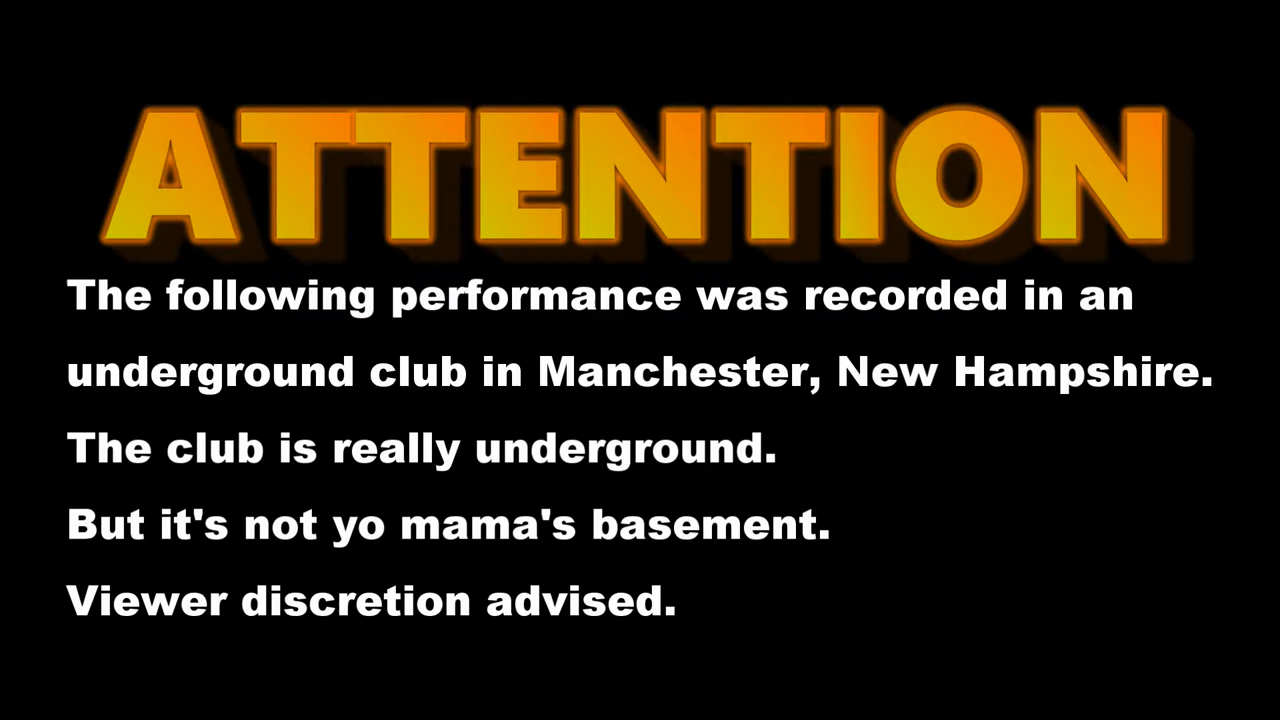 ATTENTION
The following performance was recorded in an
underground club in Manchester, New Hampshire.
The club is really underground.
But it's not yo mama's basement.
Viewer discretion advised.